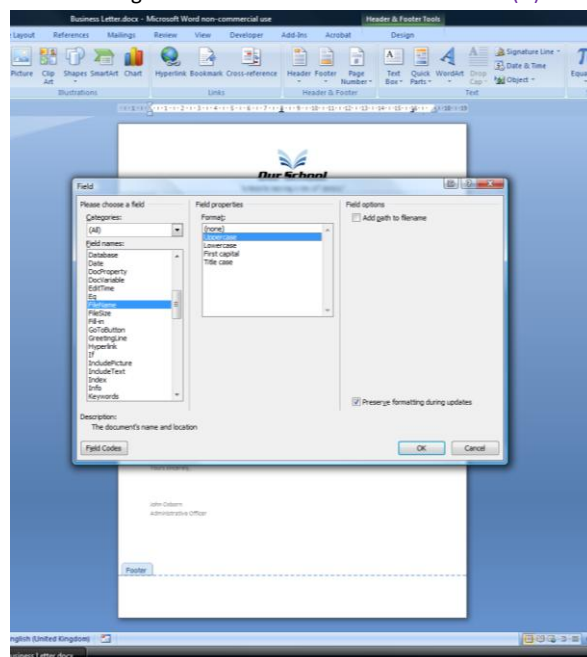 Business Letter.docx - Microsoft Word non-commercial use
Header & Footer Tools
Layout References Mailings Review View Developer Add-Ins Acrobat Design
Picture Clip Art Shapes SmartArt Chart
Hyperlink Bookmark Cross-reference
Header Footer Page Number
Text Box Quick Parts WordArt Drop Cap
Signature Line
Date & Time
Object
Equa
Illustrations Links Header & Footer Text
Our School
Field
Please choose a field
Categories:
(All)
Field names:
Database
Date
DocProperty
DocVariable
EditTime
Eq
FileName
FileSize
Fill-in
GoToButton
GreetingLine
Hyperlink
If
IncludePicture
IncludeText
Index
Info
Keywords
Field properties
Format:
(none)
Uppercase
Lowercase
First capital
Title case
Field options
Add path to filename
Preserve formatting during updates
Description:
The document's name and location
Field Codes
OK
Cancel
John Osborn
Administrative Officer
Footer
English (United Kingdom)
Business Letter.docx